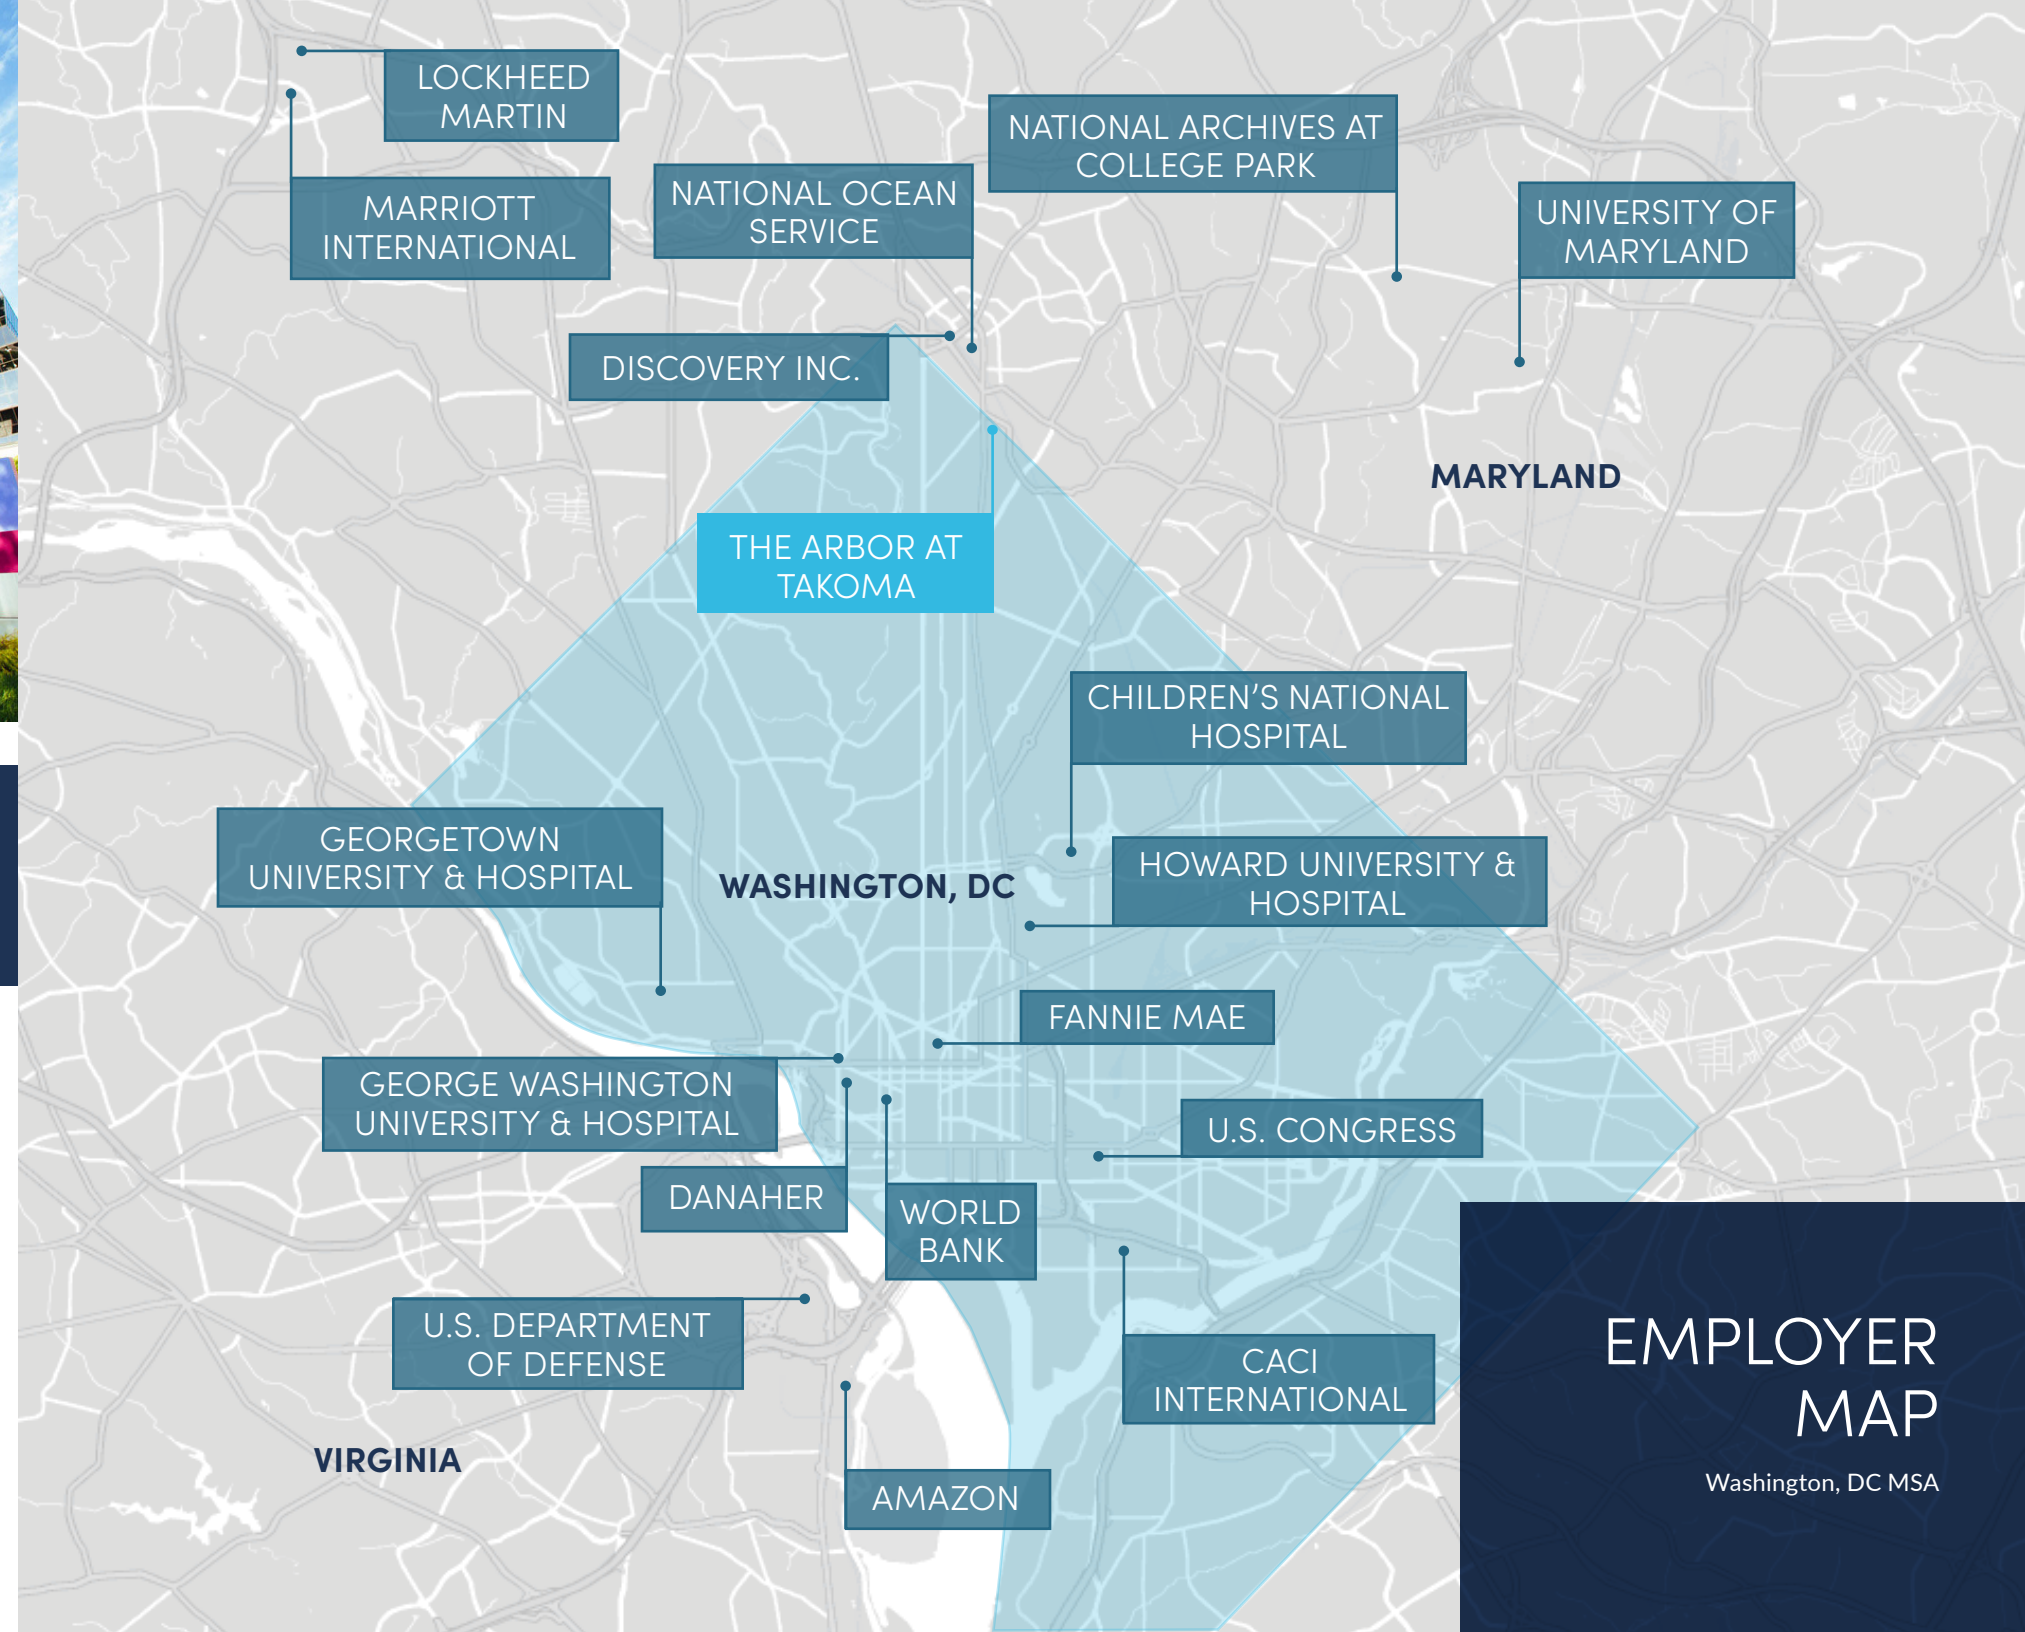 LOCKHEED
MARTIN
MARRIOTT
INTERNATIONAL
NATIONAL OCEAN
SERVICE
NATIONAL ARCHIVES AT
COLLEGE PARK
UNIVERSITY OF
MARYLAND
DISCOVERY INC.
MARYLAND
THE ARBOR AT
TAKOMA
CHILDREN’S NATIONAL
HOSPITAL
GEORGETOWN
UNIVERSITY & HOSPITAL
WASHINGTON, DC
HOWARD UNIVERSITY &
HOSPITAL
FANNIE MAE
GEORGE WASHINGTON
UNIVERSITY & HOSPITAL
U.S. CONGRESS
DANAHER
WORLD
BANK
U.S. DEPARTMENT
OF DEFENSE
CACI
INTERNATIONAL
VIRGINIA
AMAZON
EMPLOYER
MAP
Washington, DC MSA